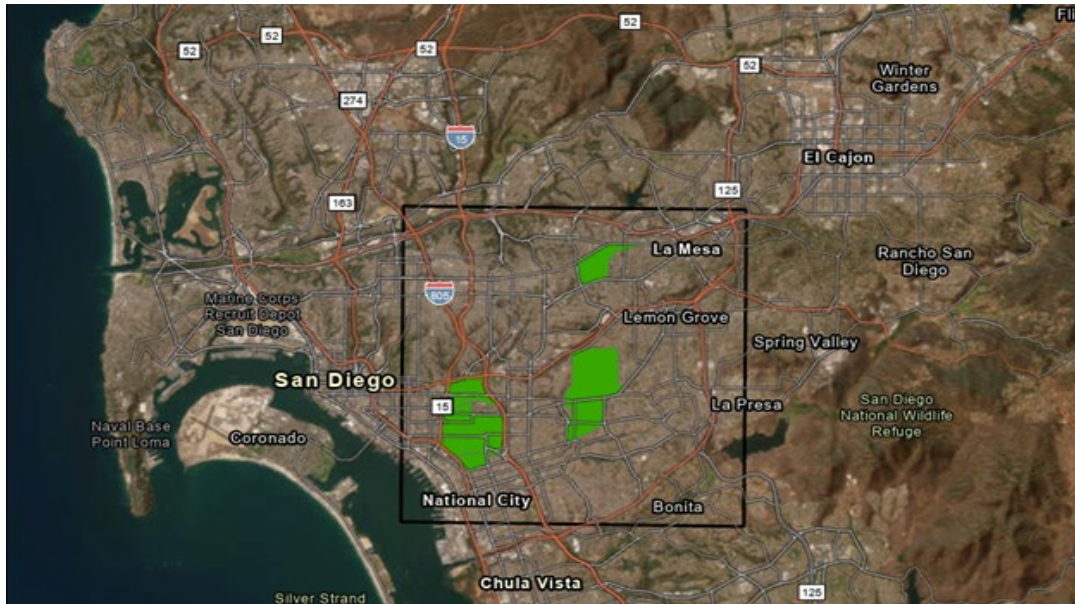 52
Fli
52
52
52
52
Winter
Gardens
274
15
El Cajon
125
163
La Mesa
Rancho San
Diego
805
Marine Corps
Recruit Depot
San Diego
Lemon Grove
Spring Valley
San Diego
15
La Presa
San Diego
National Wildlife
Refuge
Naval Base
Point Loma
Coronado
National City
Bonita
Chula Vista
125
Silver Strand